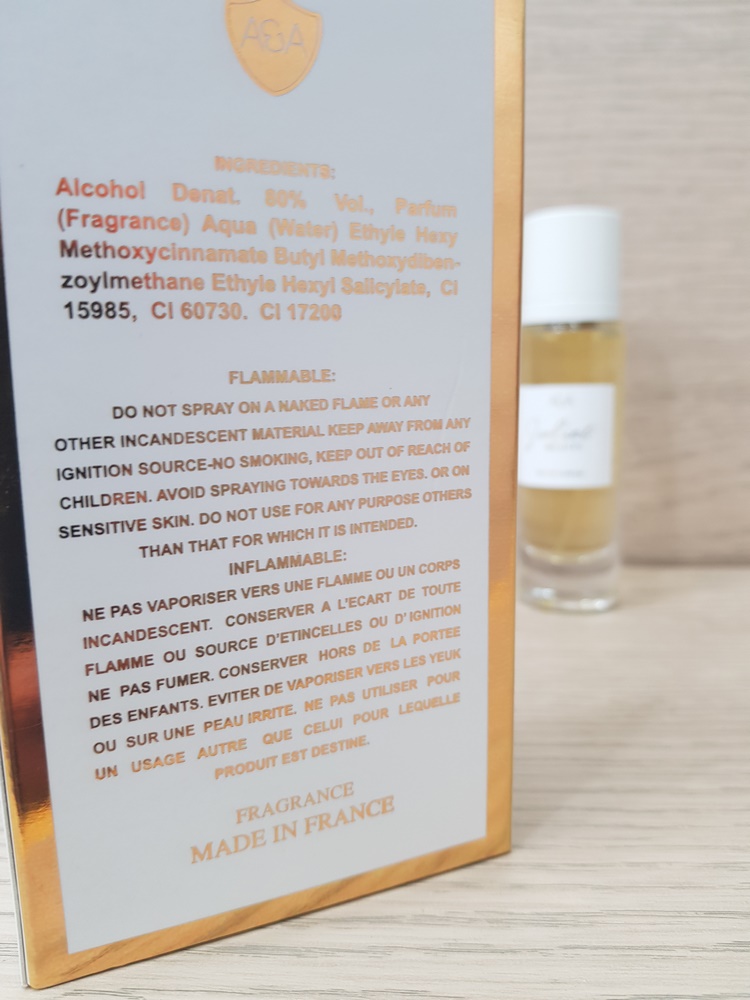 AGA
INGREDIENTS:
Alcohol Denat. 80% Vol., Parfum
(Fragrance) Aqua (Water) Ethyle Hexy
Methoxycinnamate Butyl Methoxydiben-
zoylmethane Ethyle Hexyl Salicylate, CI
15985, CI 60730. CI 17200
FLAMMABLE:
DO NOT SPRAY ON A NAKED FLAME OR ANY
OTHER INCANDESCENT MATERIAL KEEP AWAY FROM ANY
IGNITION SOURCE-NO SMOKING, KEEP OUT OF REACH OF
CHILDREN. AVOID SPRAYING TOWARDS THE EYES. OR ON
SENSITIVE SKIN. DO NOT USE FOR ANY PURPOSE OTHERS
THAN THAT FOR WHICH IT IS INTENDED.
INFLAMMABLE:
NE PAS VAPORISER VERS UNE FLAMME OU UN CORPS
INCANDESCENT. CONSERVER A L'ECART DE TOUTE
FLAMME OU SOURCE D'ETINCELLES OU D'IGNITION
NE PAS FUMER. CONSERVER HORS DE LA PORTEE
DES ENFANTS. EVITER DE VAPORISER VERS LES YEUX
OU SUR UNE PEAU IRRITE. NE PAS UTILISER POUR
UN USAGE AUTRE QUE CELUI POUR LEQUELLE
PRODUIT EST DESTINE.
FRAGRANCE
MADE IN FRANCE
AGA